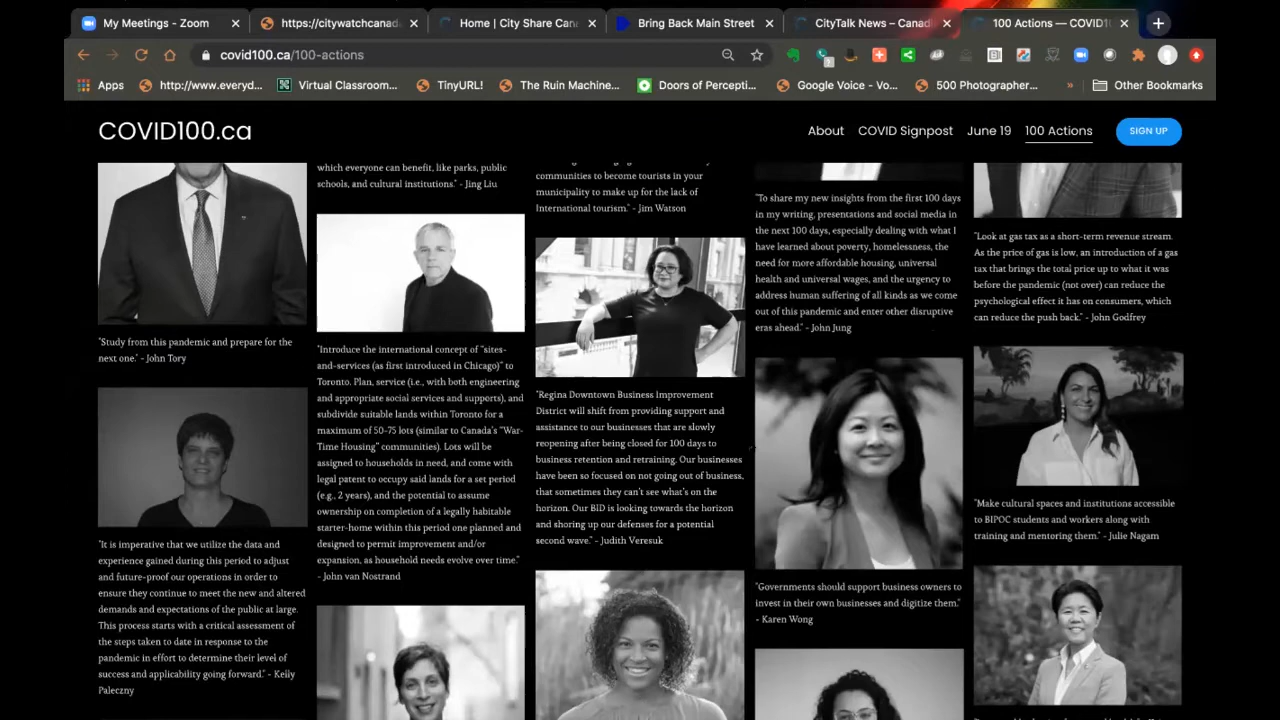 My Meetings - Zoom
https://citywatchcanada
Home | City Share Can
Bring Back Main Street
CityTalk News – Canadi
100 Actions — COVID1
covid100.ca/100-actions
Apps
http://www.everyd...
Virtual Classroom...
TinyURL!
The Ruin Machine...
Doors of Percepti...
Google Voice - Vo...
500 Photographer...
»
Other Bookmarks
COVID100.ca
About
COVID Signpost
June 19
100 Actions
SIGN UP
"Study from this pandemic and prepare for the
next one." - John Tory
"It is imperative that we utilize the data and
experience gained during this period to adjust
and future-proof our operations in order to
ensure they continue to meet the new and altered
demands and expectations of the public at large.
This process starts with a critical assessment of
the steps taken to date in response to the
pandemic in effort to determine their level of
success and applicability going forward." - Keily
Paleczny
which everyone can benefit, like parks, public
schools, and cultural institutions." - Jing Liu
"Introduce the international concept of "sites-
and-services (as first introduced in Chicago)" to
Toronto. Plan, service (i.e., with both engineering
and appropriate social services and supports), and
subdivide suitable lands within Toronto for a
maximum of 50-75 lots (similar to Canada's "War-
Time Housing" communities). Lots will be
assigned to households in need, and come with
legal patent to occupy said lands for a set period
(e.g., 2 years), and the potential to assume
ownership on completion of a legally habitable
starter-home within this period one planned and
designed to permit improvement and/or
expansion, as household needs evolve over time."
- John van Nostrand
communities to become tourists in your
municipality to make up for the lack of
International tourism." - Jim Watson
"Regina Downtown Business Improvement
District will shift from providing support and
assistance to our businesses that are slowly
reopening after being closed for 100 days to
business retention and retraining. Our businesses
have been so focused on not going out of business,
that sometimes they can't see what's on the
horizon. Our BID is looking towards the horizon
and shoring up our defenses for a potential
second wave." - Judith Veresuk
"To share my new insights from the first 100 days
in my writing, presentations and social media in
the next 100 days, especially dealing with what I
have learned about poverty, homelessness, the
need for more affordable housing, universal
health and universal wages, and the urgency to
address human suffering of all kinds as we come
out of this pandemic and enter other disruptive
eras ahead." - John Jung
"Governments should support business owners to
invest in their own businesses and digitize them."
- Karen Wong
"Look at gas tax as a short-term revenue stream.
As the price of gas is low, an introduction of a gas
tax that brings the total price up to what it was
before the pandemic (not over) can reduce the
psychological effect it has on consumers, which
can reduce the push back." - John Godfrey
"Make cultural spaces and institutions accessible
to BIPOC students and workers along with
training and mentoring them." - Julie Nagam